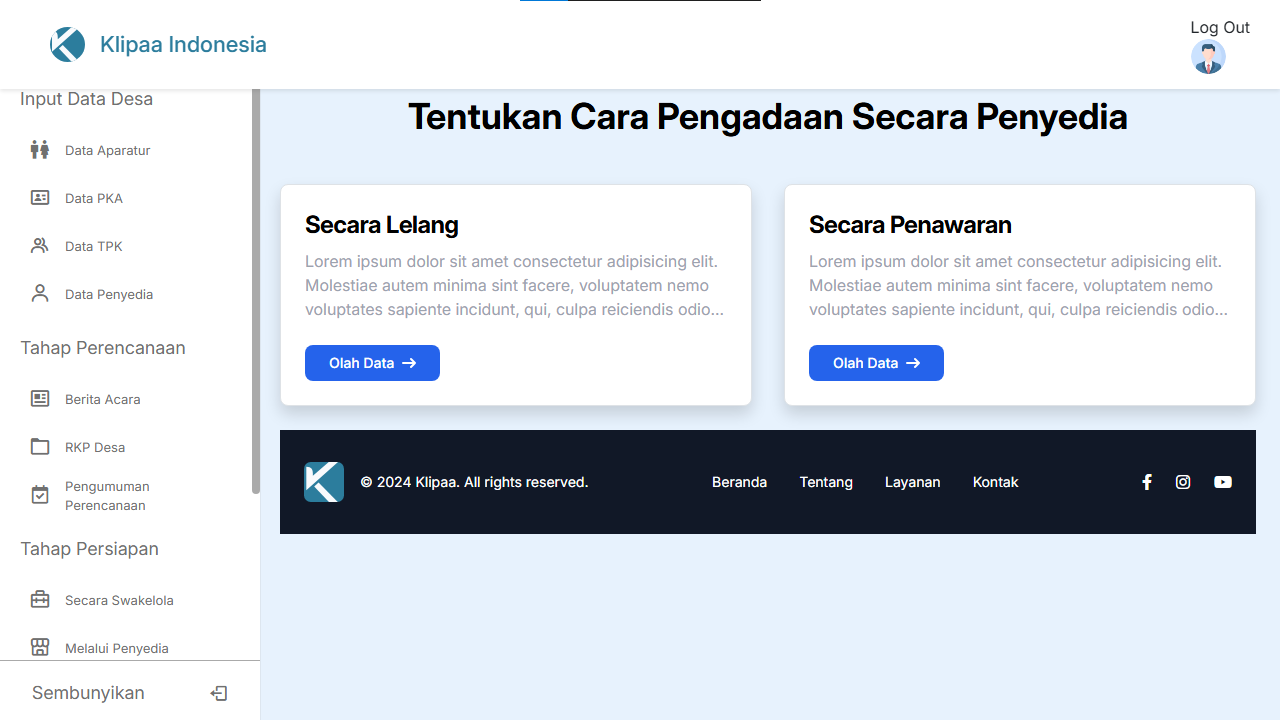 Klipaa Indonesia
Log Out
Input Data Desa
Data Aparatur
Data PKA
Data TPK
Data Penyedia
Tahap Perencanaan
Berita Acara
RKP Desa
Pengumuman
Perencanaan
Tahap Persiapan
Secara Swakelola
Melalui Penyedia
Sembunyikan
Tentukan Cara Pengadaan Secara Penyedia
Secara Lelang
Lorem ipsum dolor sit amet consectetur adipisicing elit.
Molestiae autem minima sint facere, voluptatem nemo
voluptates sapiente incidunt, qui, culpa reiciendis odio...
Olah Data
Secara Penawaran
Lorem ipsum dolor sit amet consectetur adipisicing elit.
Molestiae autem minima sint facere, voluptatem nemo
voluptates sapiente incidunt, qui, culpa reiciendis odio...
Olah Data
© 2024 Klipaa. All rights reserved.
Beranda
Tentang
Layanan
Kontak